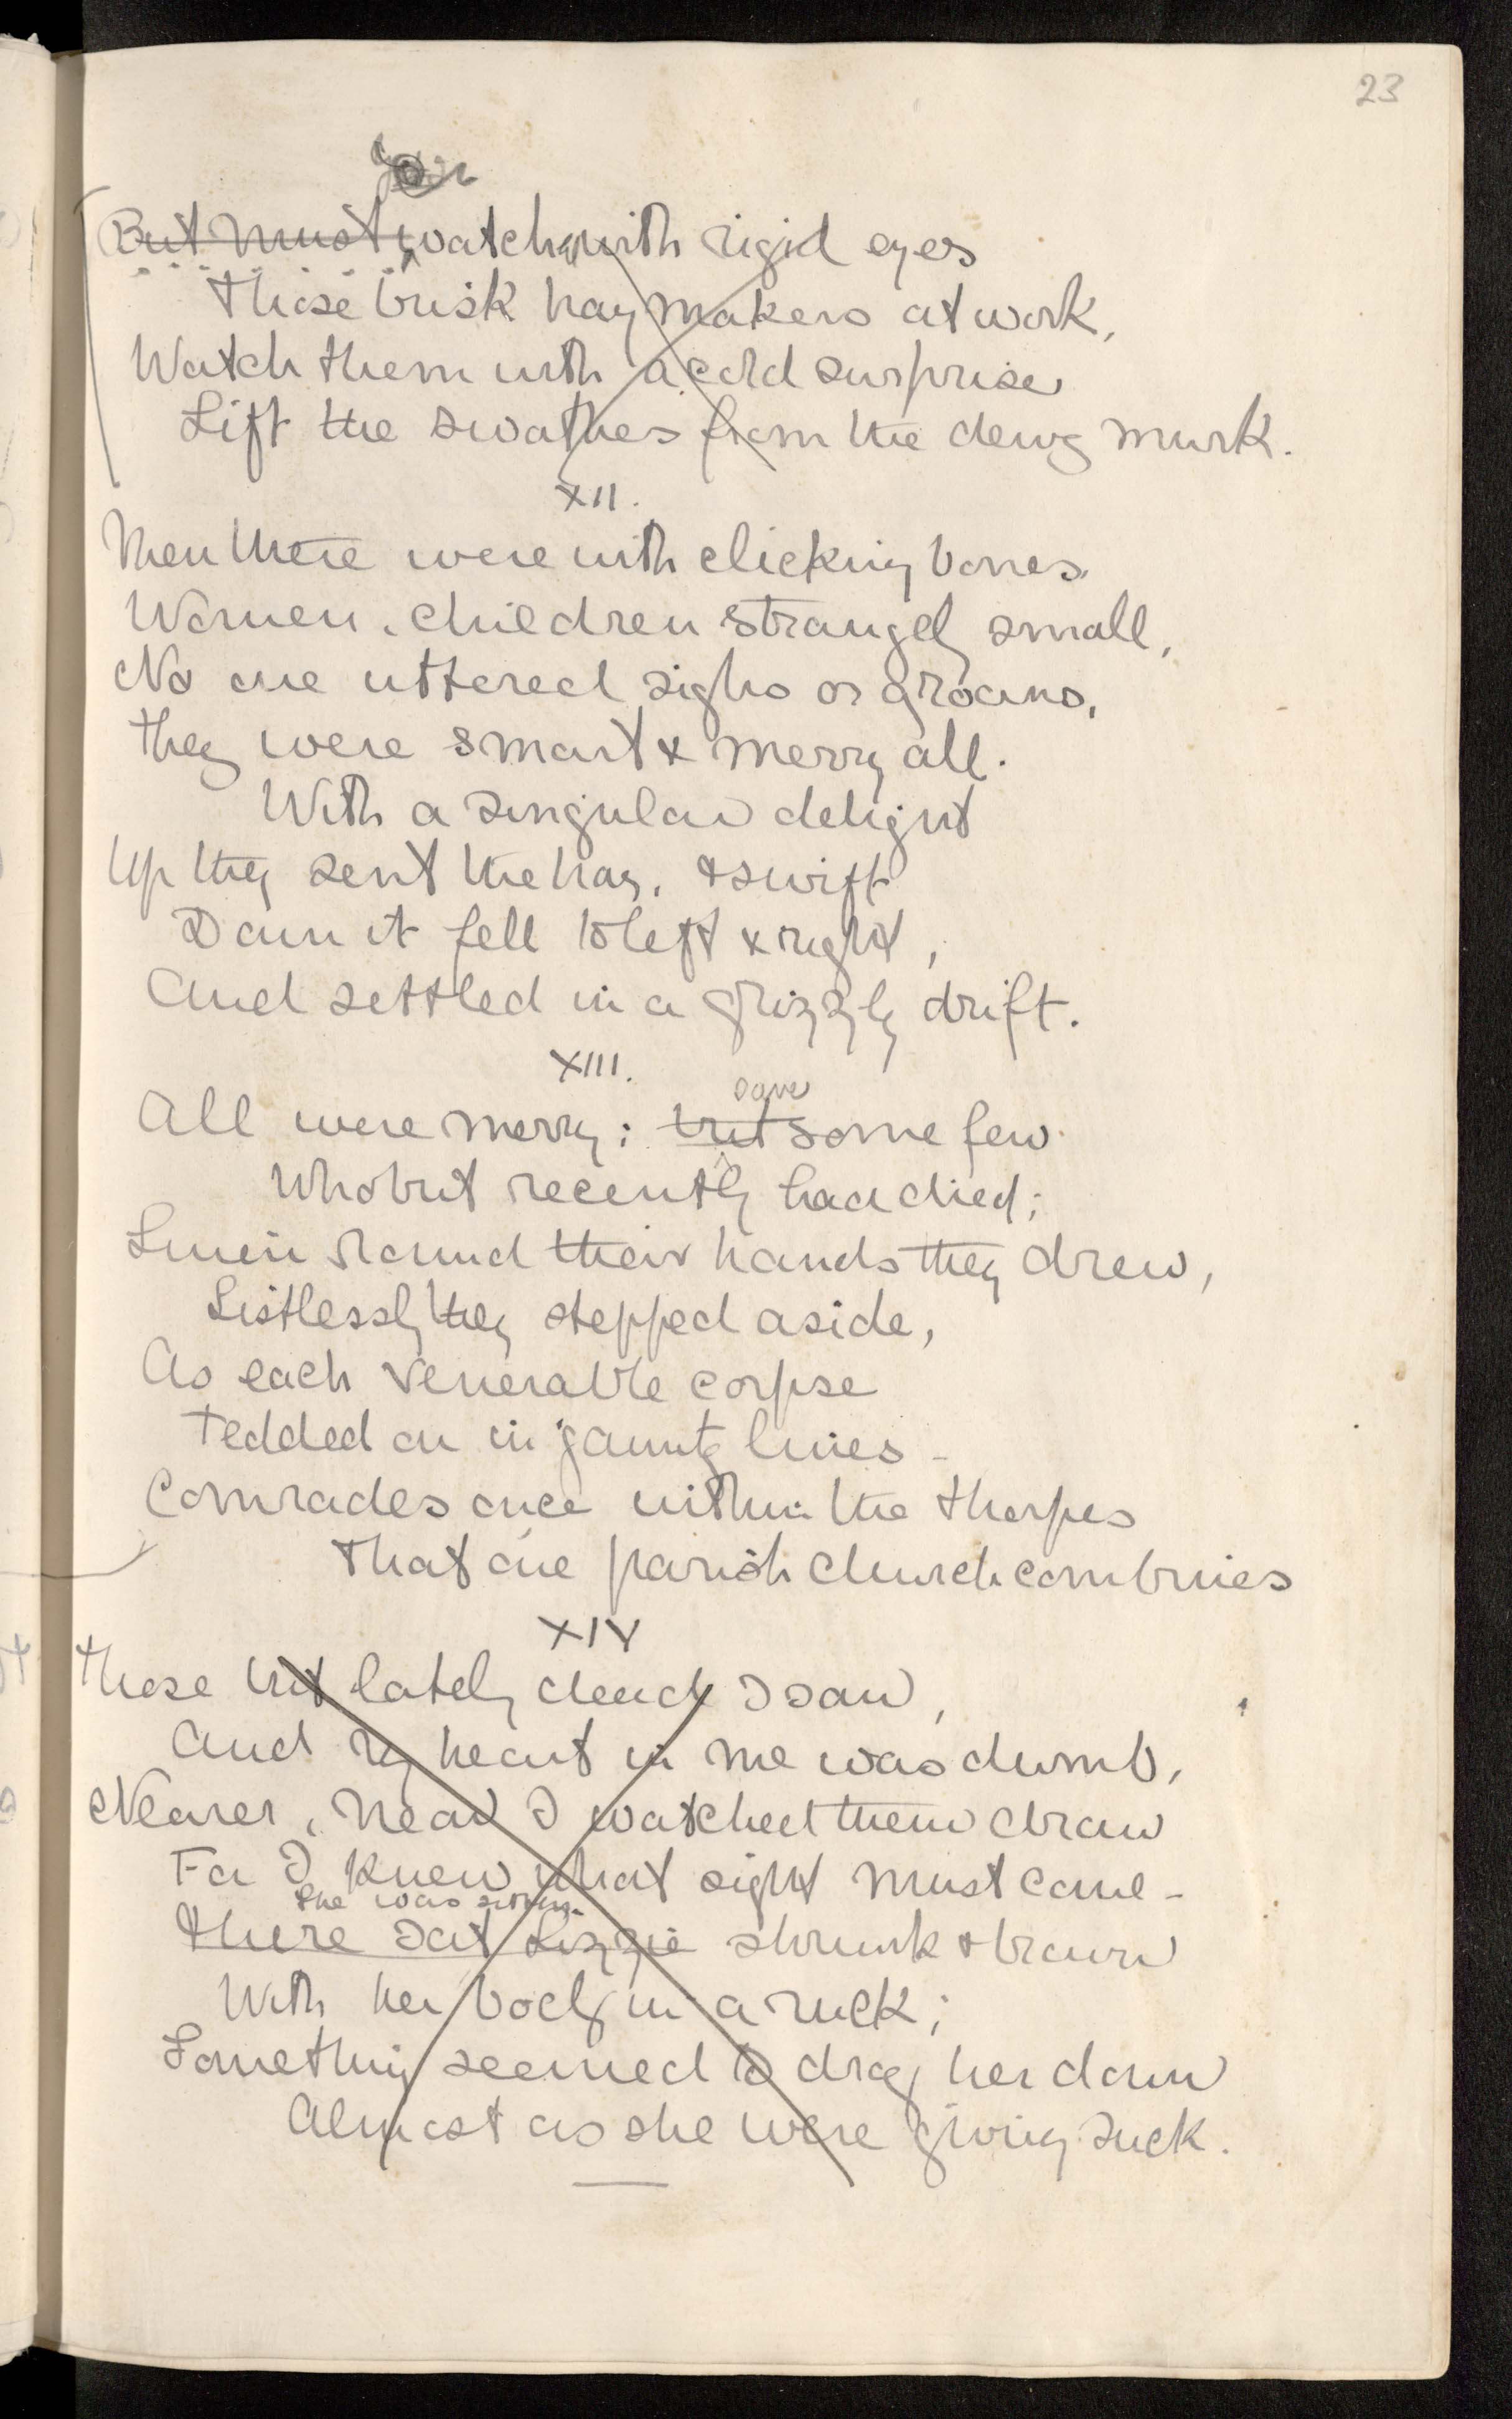 23
But must watch with rigid eyes
Those brisk haymakers at work,
Watch them with a cold surprise
Lift the swathes from the dewy murk.
XII.
Men there were with clicking bones,
Women, children strangely small,
No one uttered sighs or groans,
They were smart & merry all.
With a singular delight
Up they sent the hay, & swift
Down it fell to left & right,
And settled in a grizzly drift.
XIII.
save
All were merry; but some few
Who but recently had died;
Linen round their hands they drew,
Listlessly they stepped aside,
As each venerable corpse
Tedded on in jaunty lines -
Comrades once within the thorpes
That one parish church combines
XIV
These but lately dead I saw,
And my heart in me was dumb,
Nearer, near I watched them draw
For I knew what sight must come -
She was sitting
there sat Lizzie shrunk & brown
With her body in a ruck;
Something seemed to drag her down
Almost as she were giving suck.